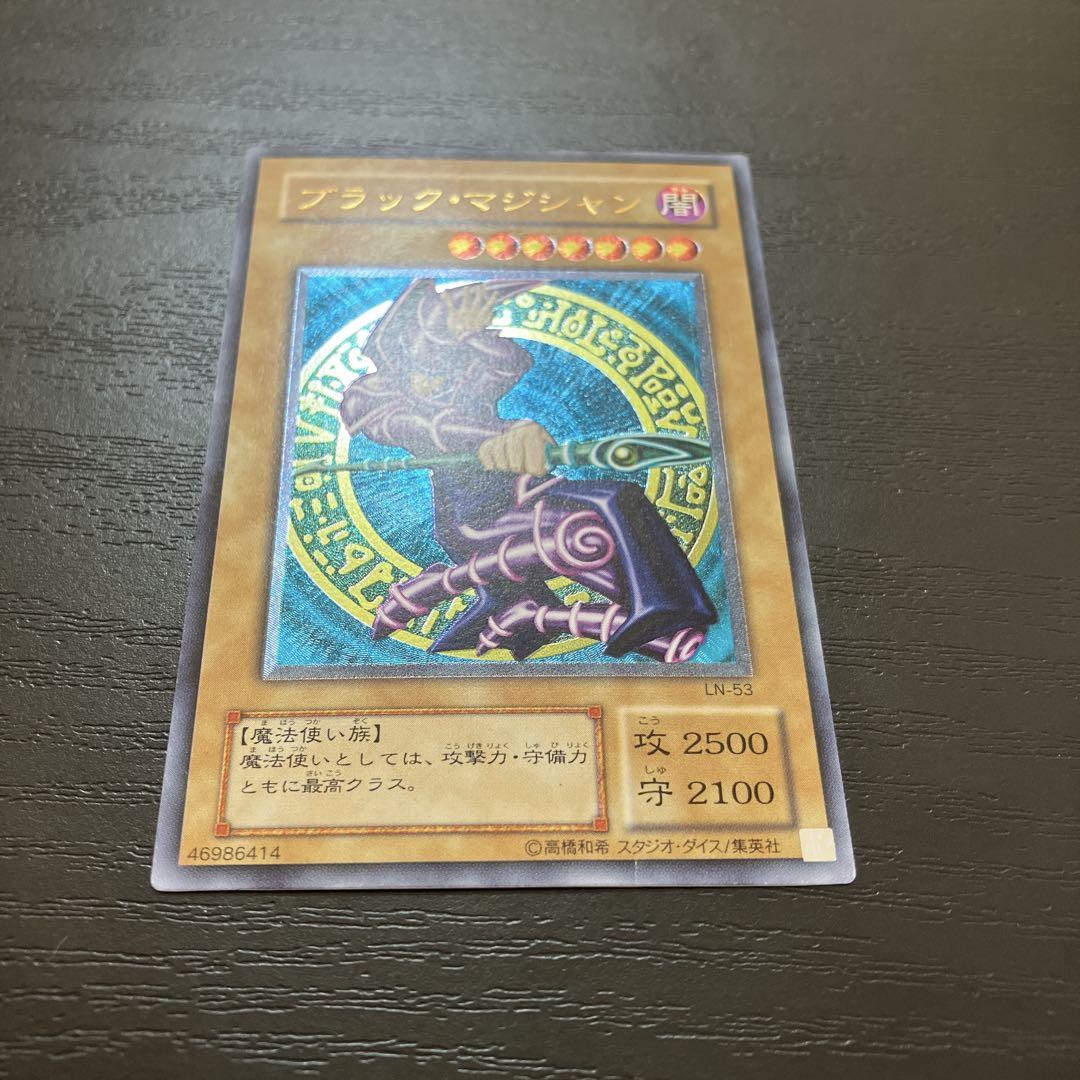 ブラック・マジシャン
闇
LN-53
【魔法使い族】
魔法使いとしては、攻撃力・守備力
ともに最高クラス。
攻 2500
守 2100
46986414
©高橋和希 スタジオ・ダイス/集英社